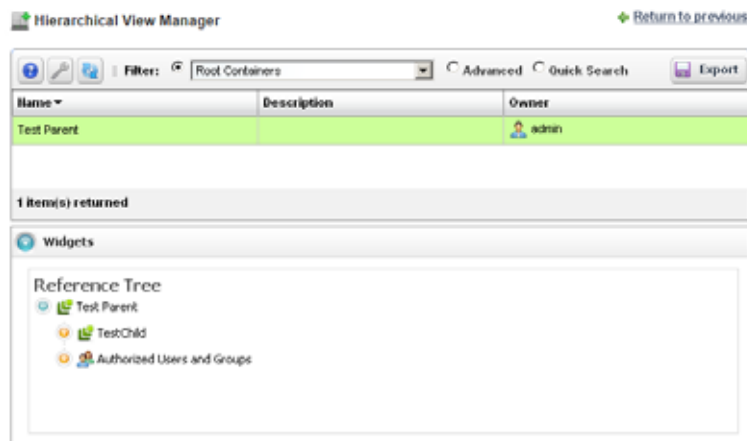 Hierarchical View Manager
Return to previous
Filter: Root Containers Advanced Quick Search Export
Name Description Owner
Test Parent admin
1 item(s) returned
Widgets
Reference Tree
Test Parent
TestChild
Authorized Users and Groups